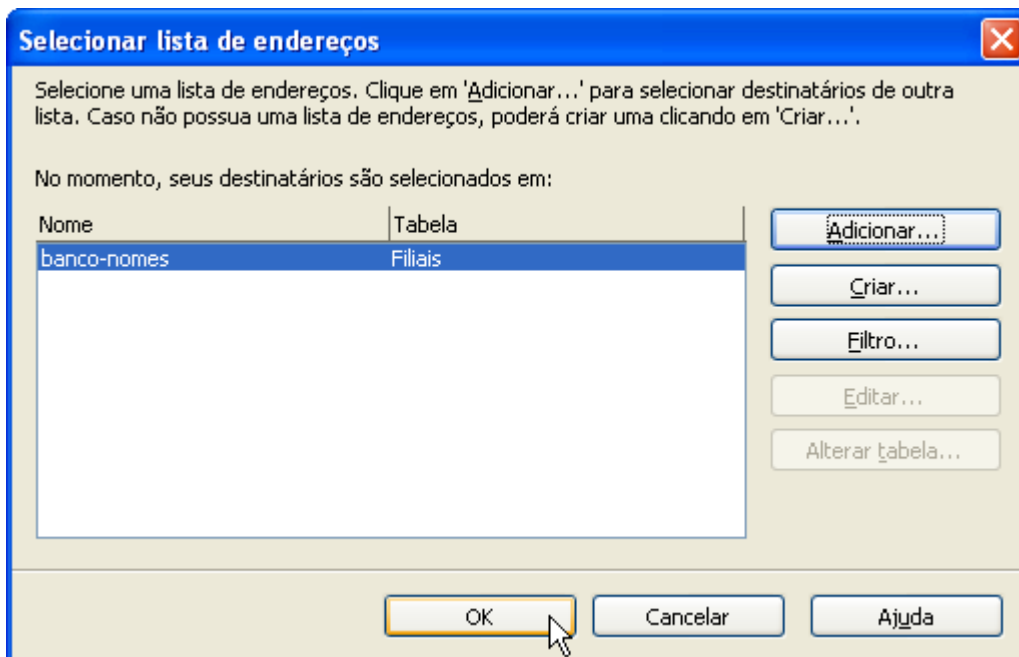 Selecionar lista de endereços
Selecione uma lista de endereços. Clique em 'Adicionar...' para selecionar destinatários de outra
lista. Caso não possua uma lista de endereços, poderá criar uma clicando em 'Criar...'.
No momento, seus destinatários são selecionados em:
Nome Tabela
banco-nomes Filiais
Adicionar...
Criar...
Filtro...
Editar...
Alterar tabela...
OK Cancelar Ajuda